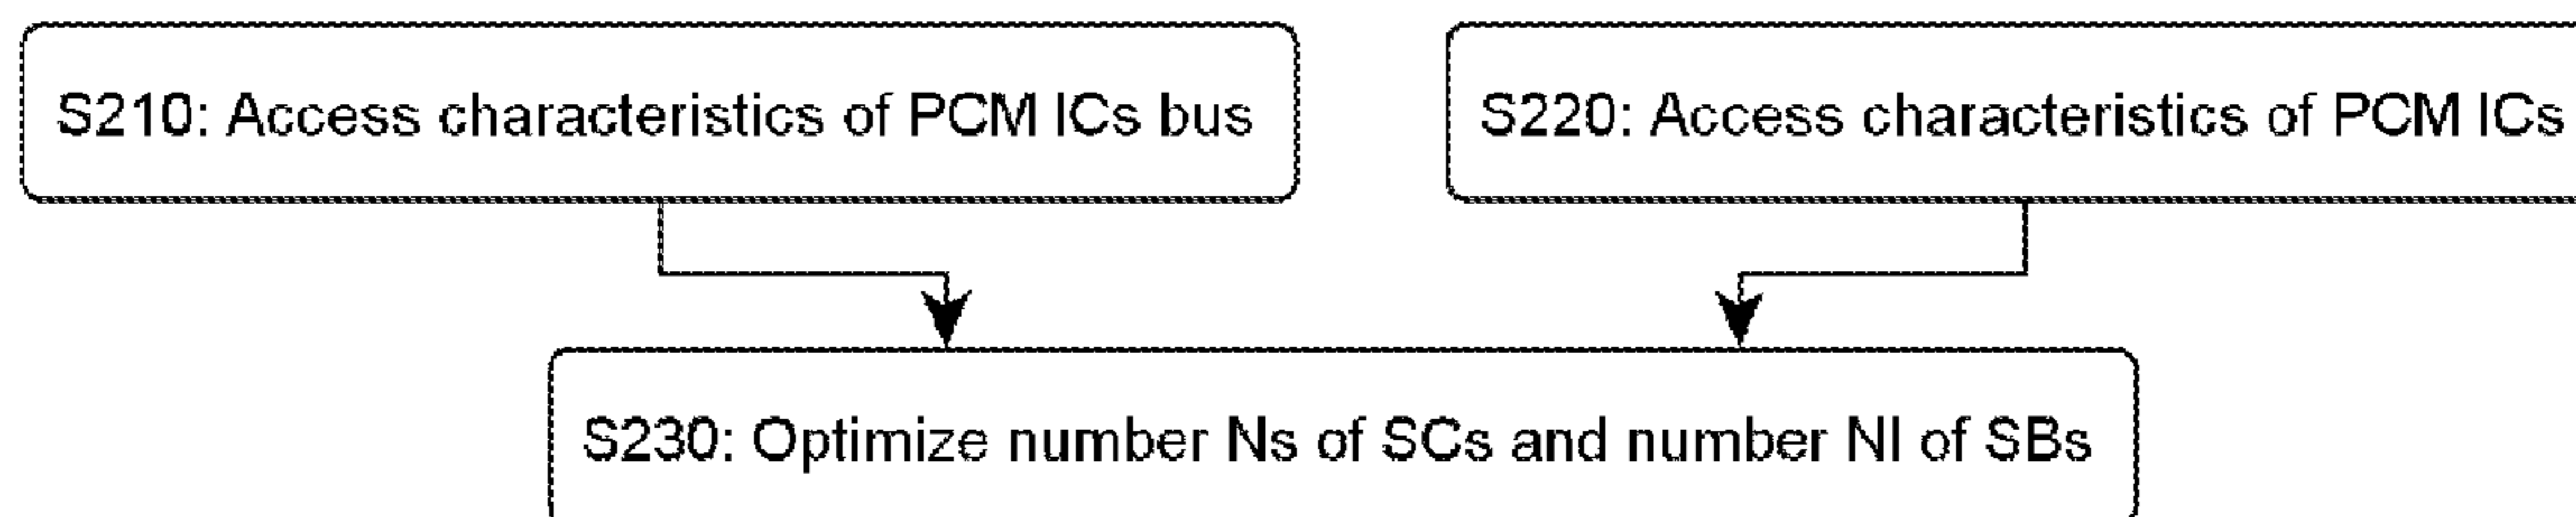 S210: Access characteristics of PCM ICs bus
S220: Access characteristics of PCM ICs
S230: Optimize number Ns of SCs and number NI of SBs